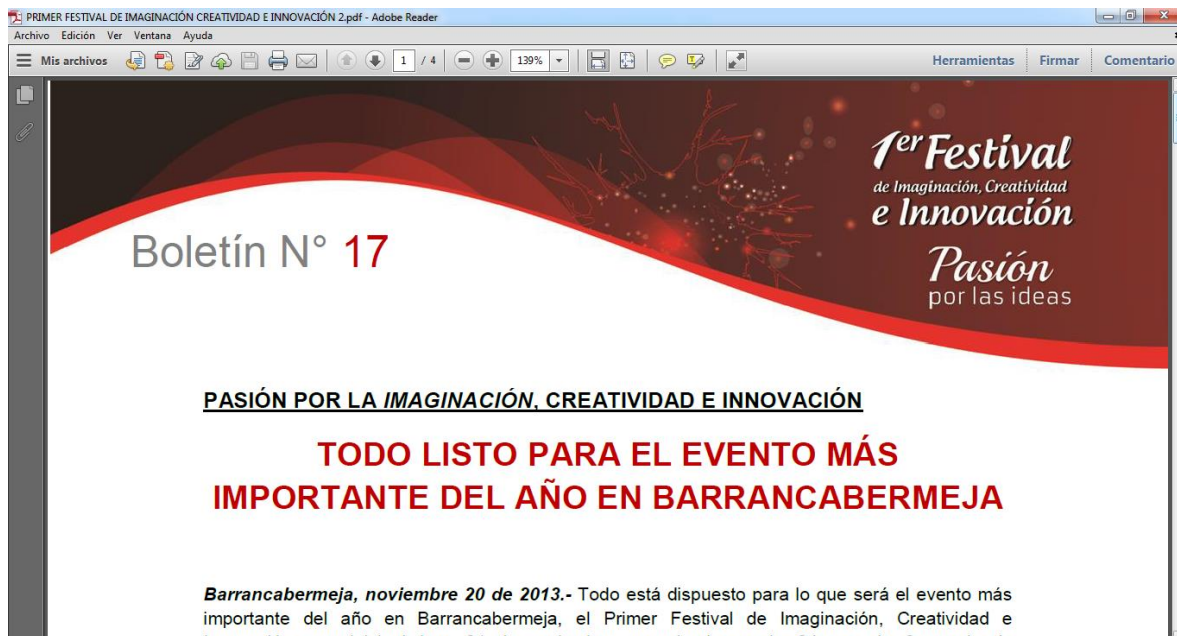 PRIMER FESTIVAL DE IMAGINACIÓN CREATIVIDAD E INNOVACIÓN 2.pdf - Adobe Reader
Archivo Edición Ver Ventana Ayuda
Mis archivos 1 / 4 139% Herramientas Firmar Comentario
1er Festival
de Imaginación, Creatividad
e Innovación
Pasión
por las ideas
Boletín N° 17
PASIÓN POR LA IMAGINACIÓN, CREATIVIDAD E INNOVACIÓN
TODO LISTO PARA EL EVENTO MÁS
IMPORTANTE DEL AÑO EN BARRANCABERMEJA
Barrancabermeja, noviembre 20 de 2013.- Todo está dispuesto para lo que será el evento más
importante del año en Barrancabermeja, el Primer Festival de Imaginación, Creatividad e